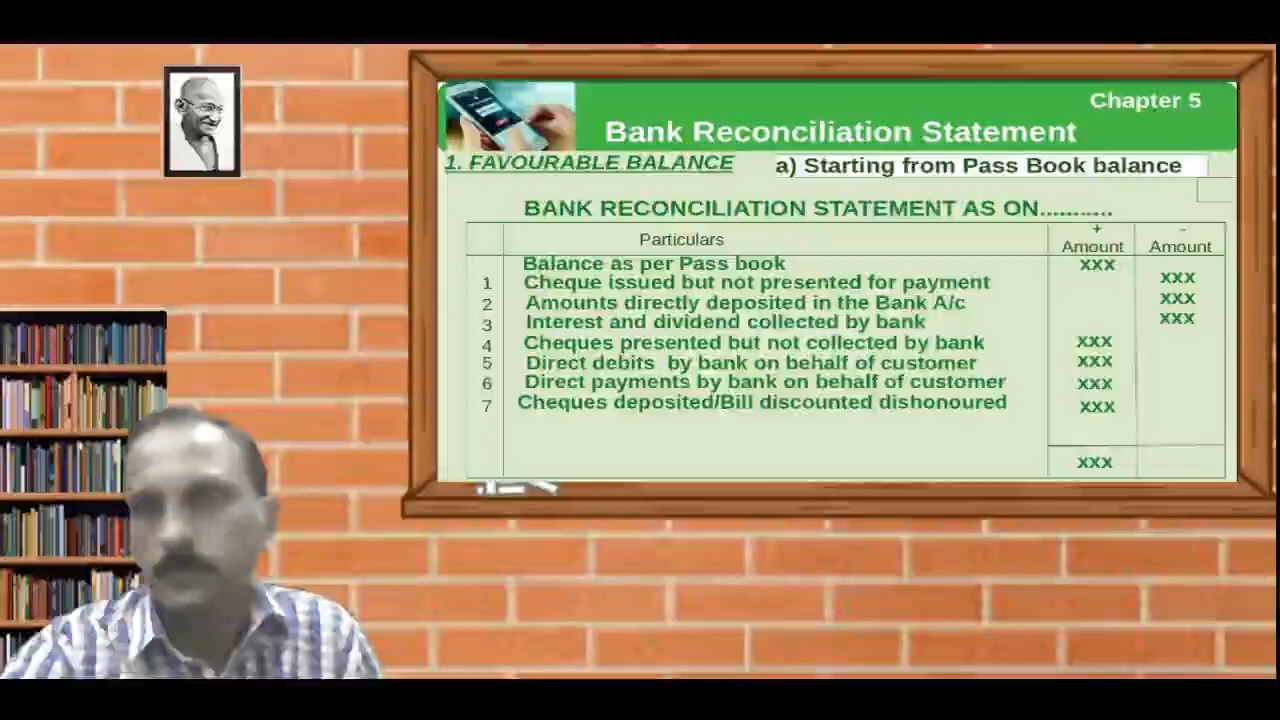 Chapter 5
Bank Reconciliation Statement
1. FAVOURABLE BALANCE a) Starting from Pass Book balance
BANK RECONCILIATION STATEMENT AS ON...........
Particulars + Amount - Amount
Balance as per Pass book xxx
1 Cheque issued but not presented for payment xxx
2 Amounts directly deposited in the Bank A/c xxx
3 Interest and dividend collected by bank xxx
4 Cheques presented but not collected by bank xxx
5 Direct debits by bank on behalf of customer xxx
6 Direct payments by bank on behalf of customer xxx
7 Cheques deposited/Bill discounted dishonoured xxx
xxx